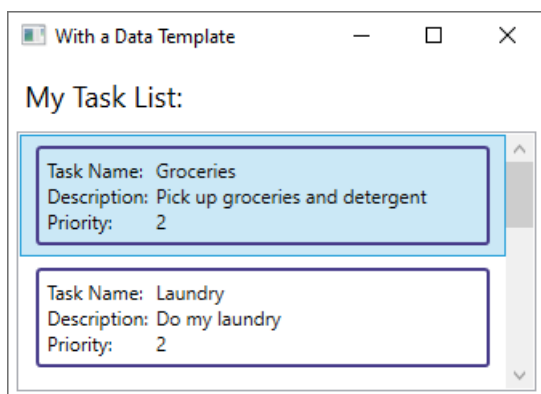 With a Data Template
My Task List:
Task Name: Groceries
Description: Pick up groceries and detergent
Priority: 2
Task Name: Laundry
Description: Do my laundry
Priority: 2